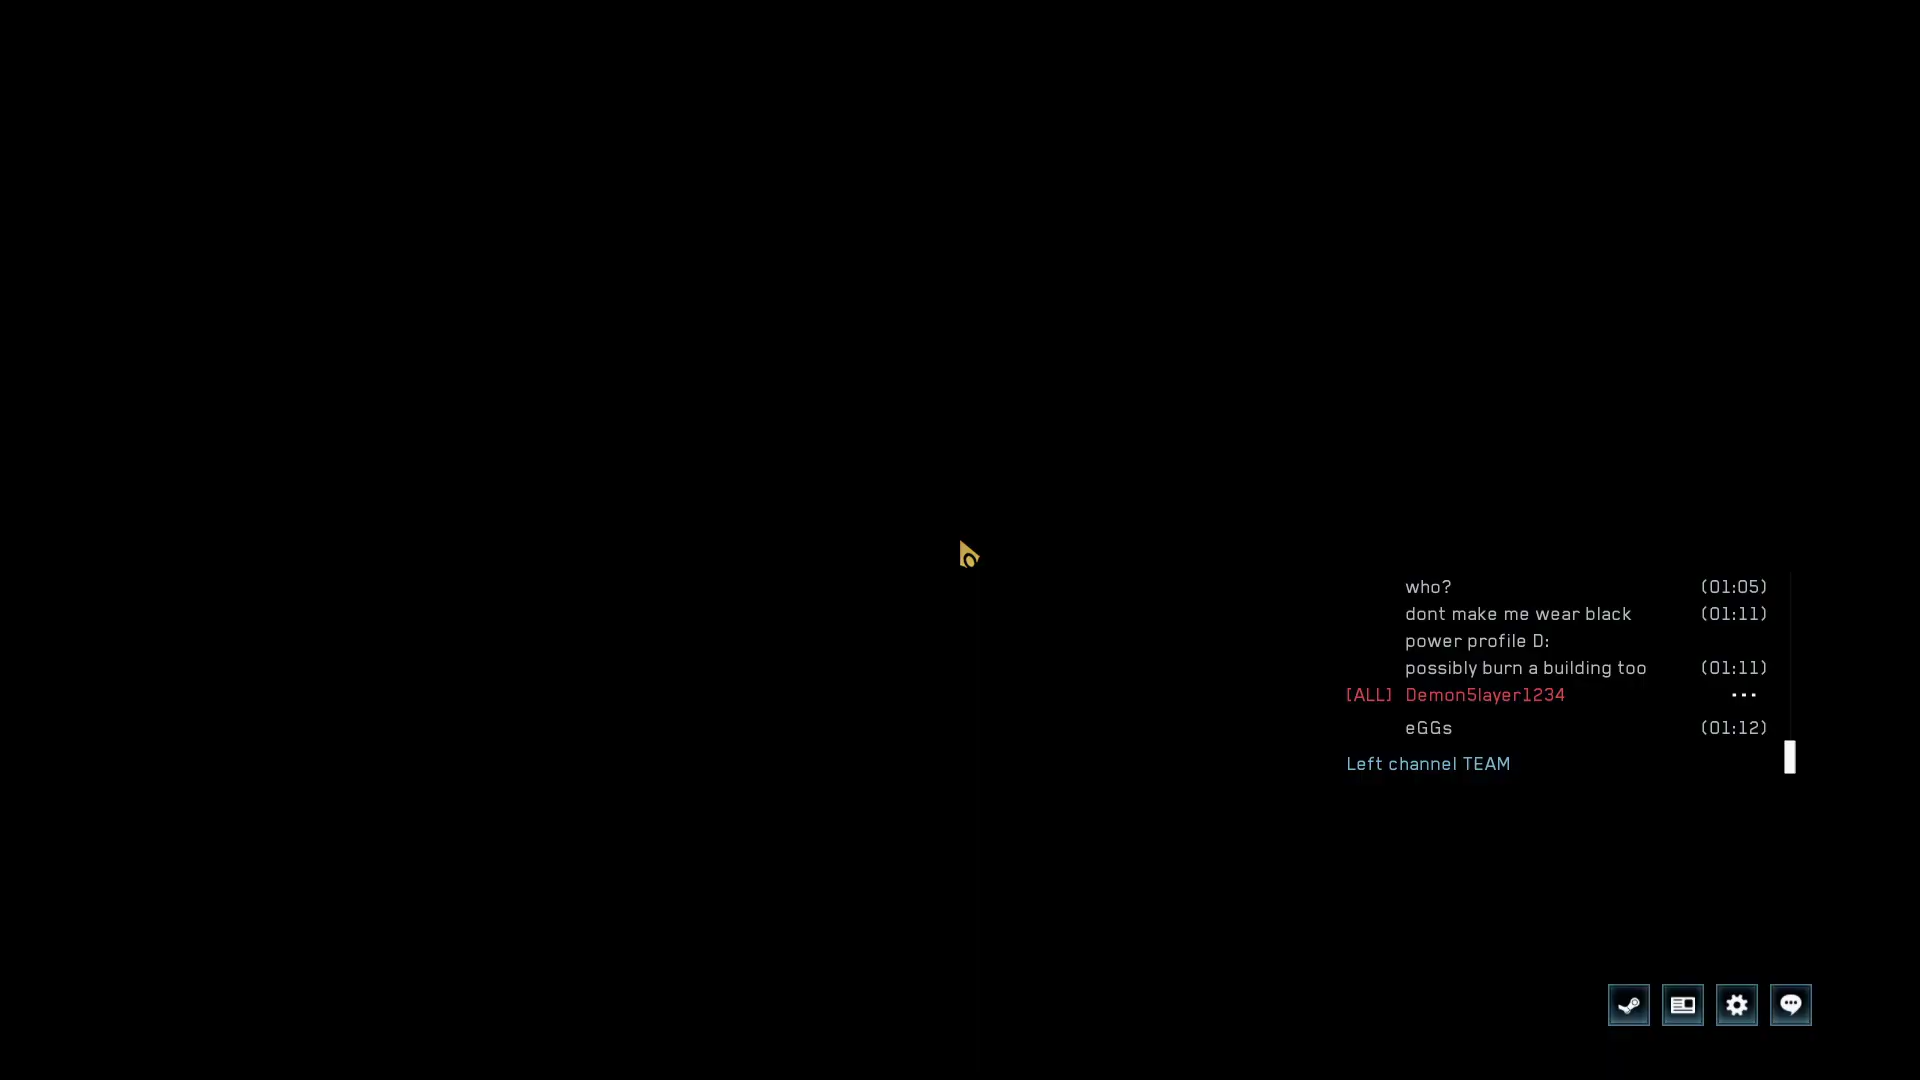 who? (01:05)
dont make me wear black (01:11)
power profile D:
possibly burn a building too (01:11)
[ALL] Demon5layer1234 ...
eGGs (01:12)
Left channel TEAM